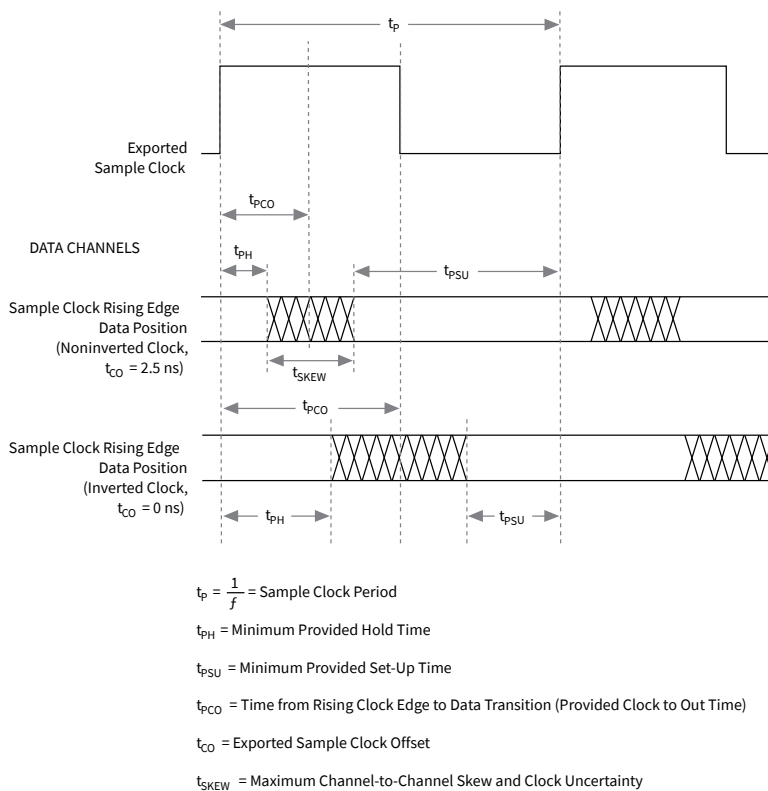 tP
Exported
Sample Clock
tPCO
DATA CHANNELS
tPH
tPSU
Sample Clock Rising Edge
Data Position
(Noninverted Clock,
tCO = 2.5 ns)
tSKEW
tPCO
Sample Clock Rising Edge
Data Position
(Inverted Clock,
tCO = 0 ns)
tPH
tPSU
tP = 1/f = Sample Clock Period
tPH = Minimum Provided Hold Time
tPSU = Minimum Provided Set-Up Time
tPCO = Time from Rising Clock Edge to Data Transition (Provided Clock to Out Time)
tCO = Exported Sample Clock Offset
tSKEW = Maximum Channel-to-Channel Skew and Clock Uncertainty